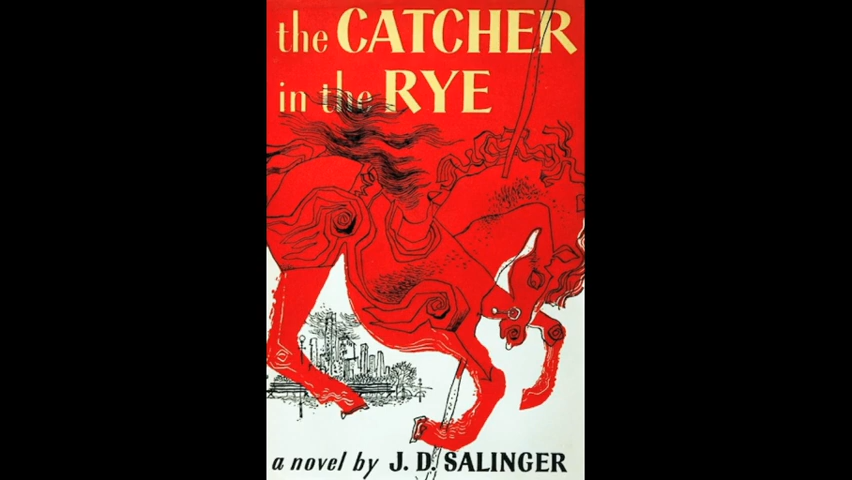 the CATCHER
in the RYE
a novel by J. D. SALINGER